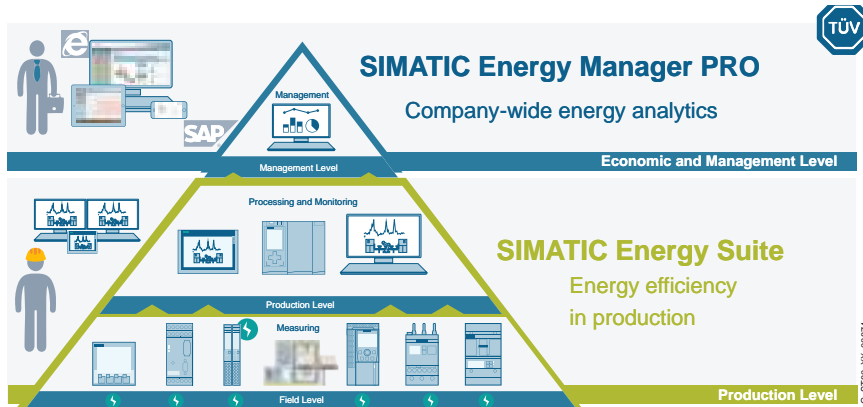 TÜV
SIMATIC Energy Manager PRO
Company-wide energy analytics
Management
SAP
Management Level
Economic and Management Level
Processing and Monitoring
SIMATIC Energy Suite
Energy efficiency
in production
Production Level
Measuring
Field Level
Production Level